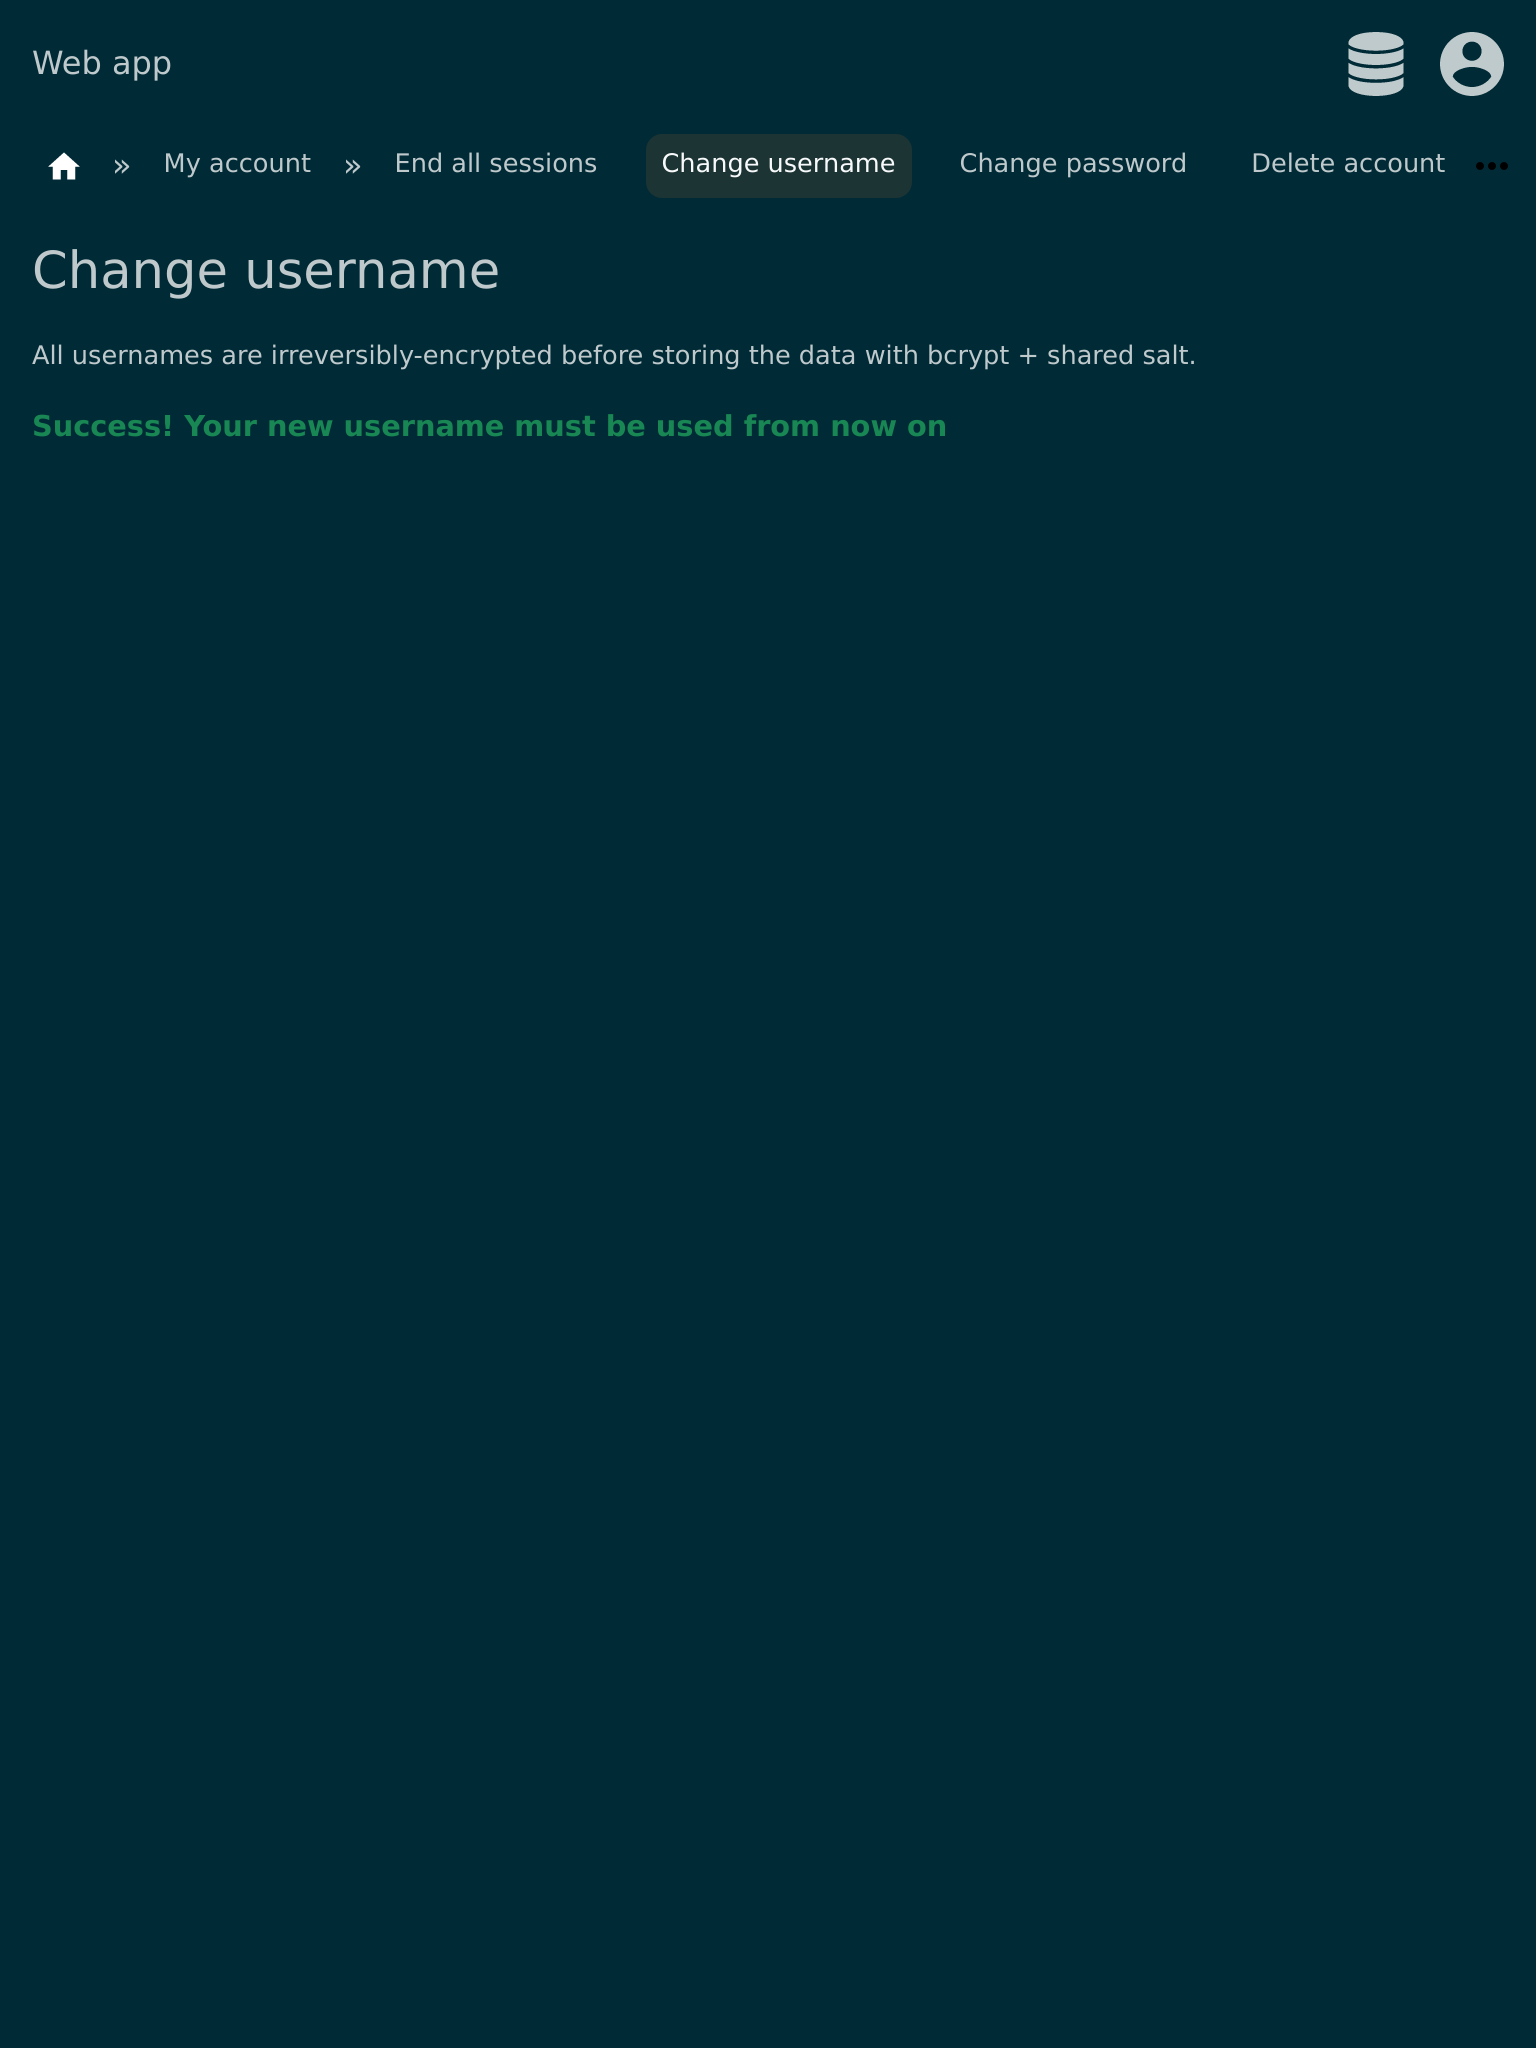 Web app
» My account » End all sessions Change username Change password Delete account •••
Change username
All usernames are irreversibly-encrypted before storing the data with bcrypt + shared salt.
Success! Your new username must be used from now on